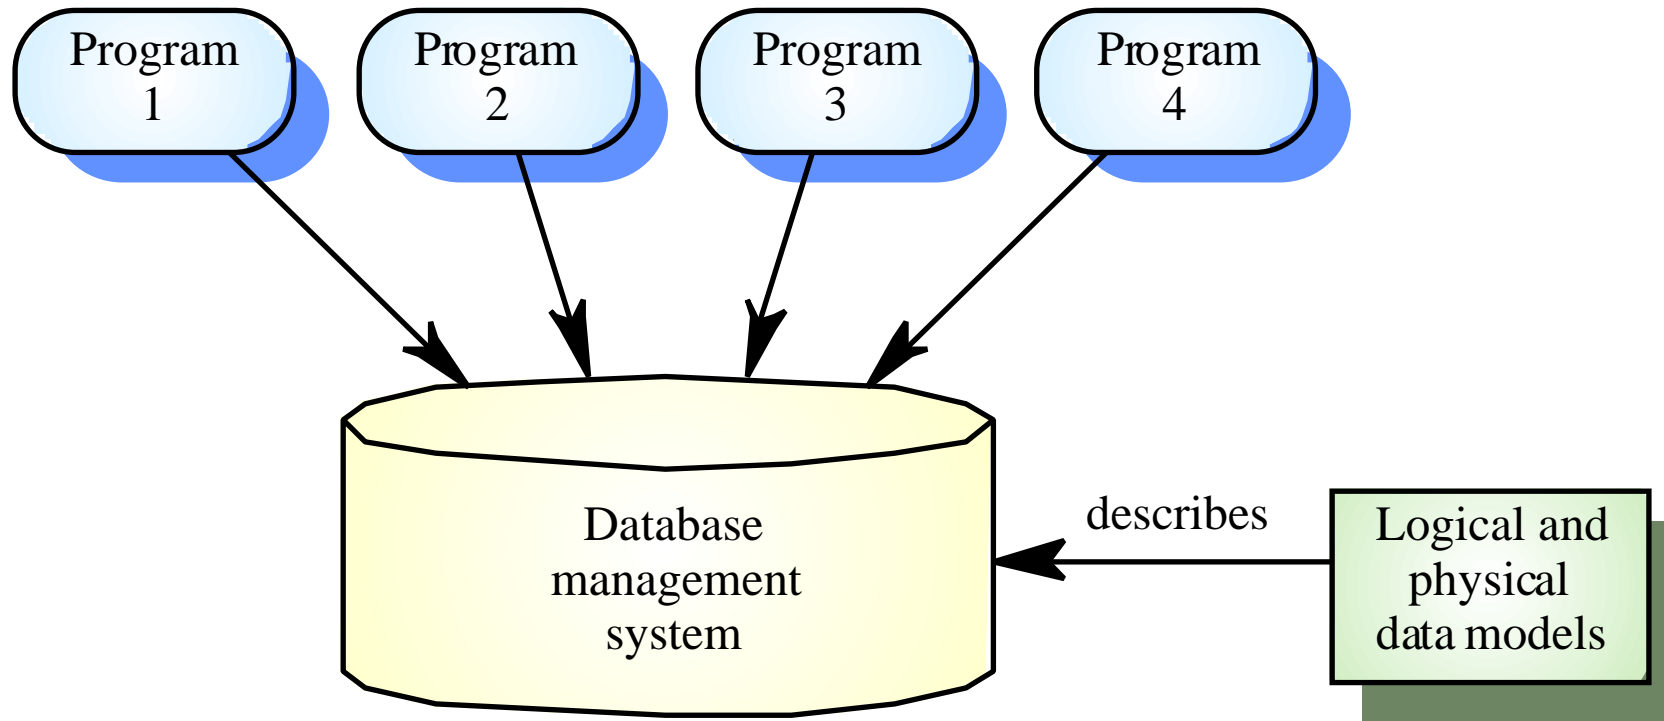 Program
1
Program
2
Program
3
Program
4
Database
management
system
describes
Logical and
physical
data models